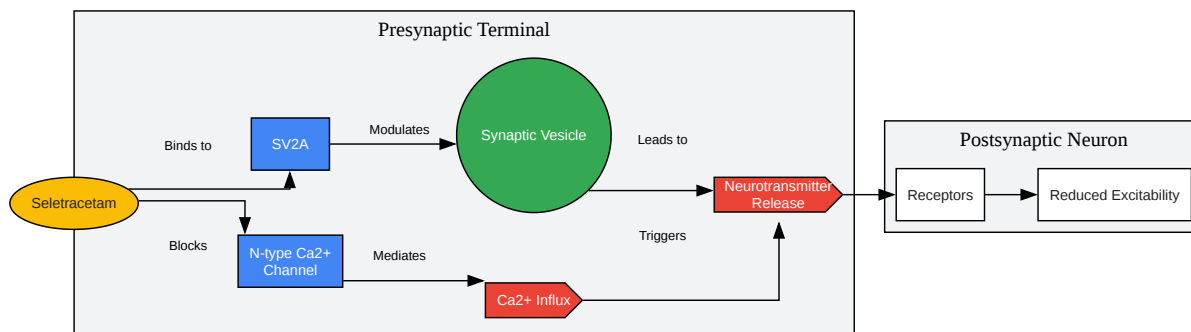 Presynaptic Terminal
Modulates
Synaptic Vesicle
Binds to
SV2A
Leads to
Postsynaptic Neuron
Seletracetam
Neurotransmitter
Release
Receptors
Reduced Excitability
Blocks
N-type Ca2+
Channel
Mediates
Triggers
Ca2+ Influx